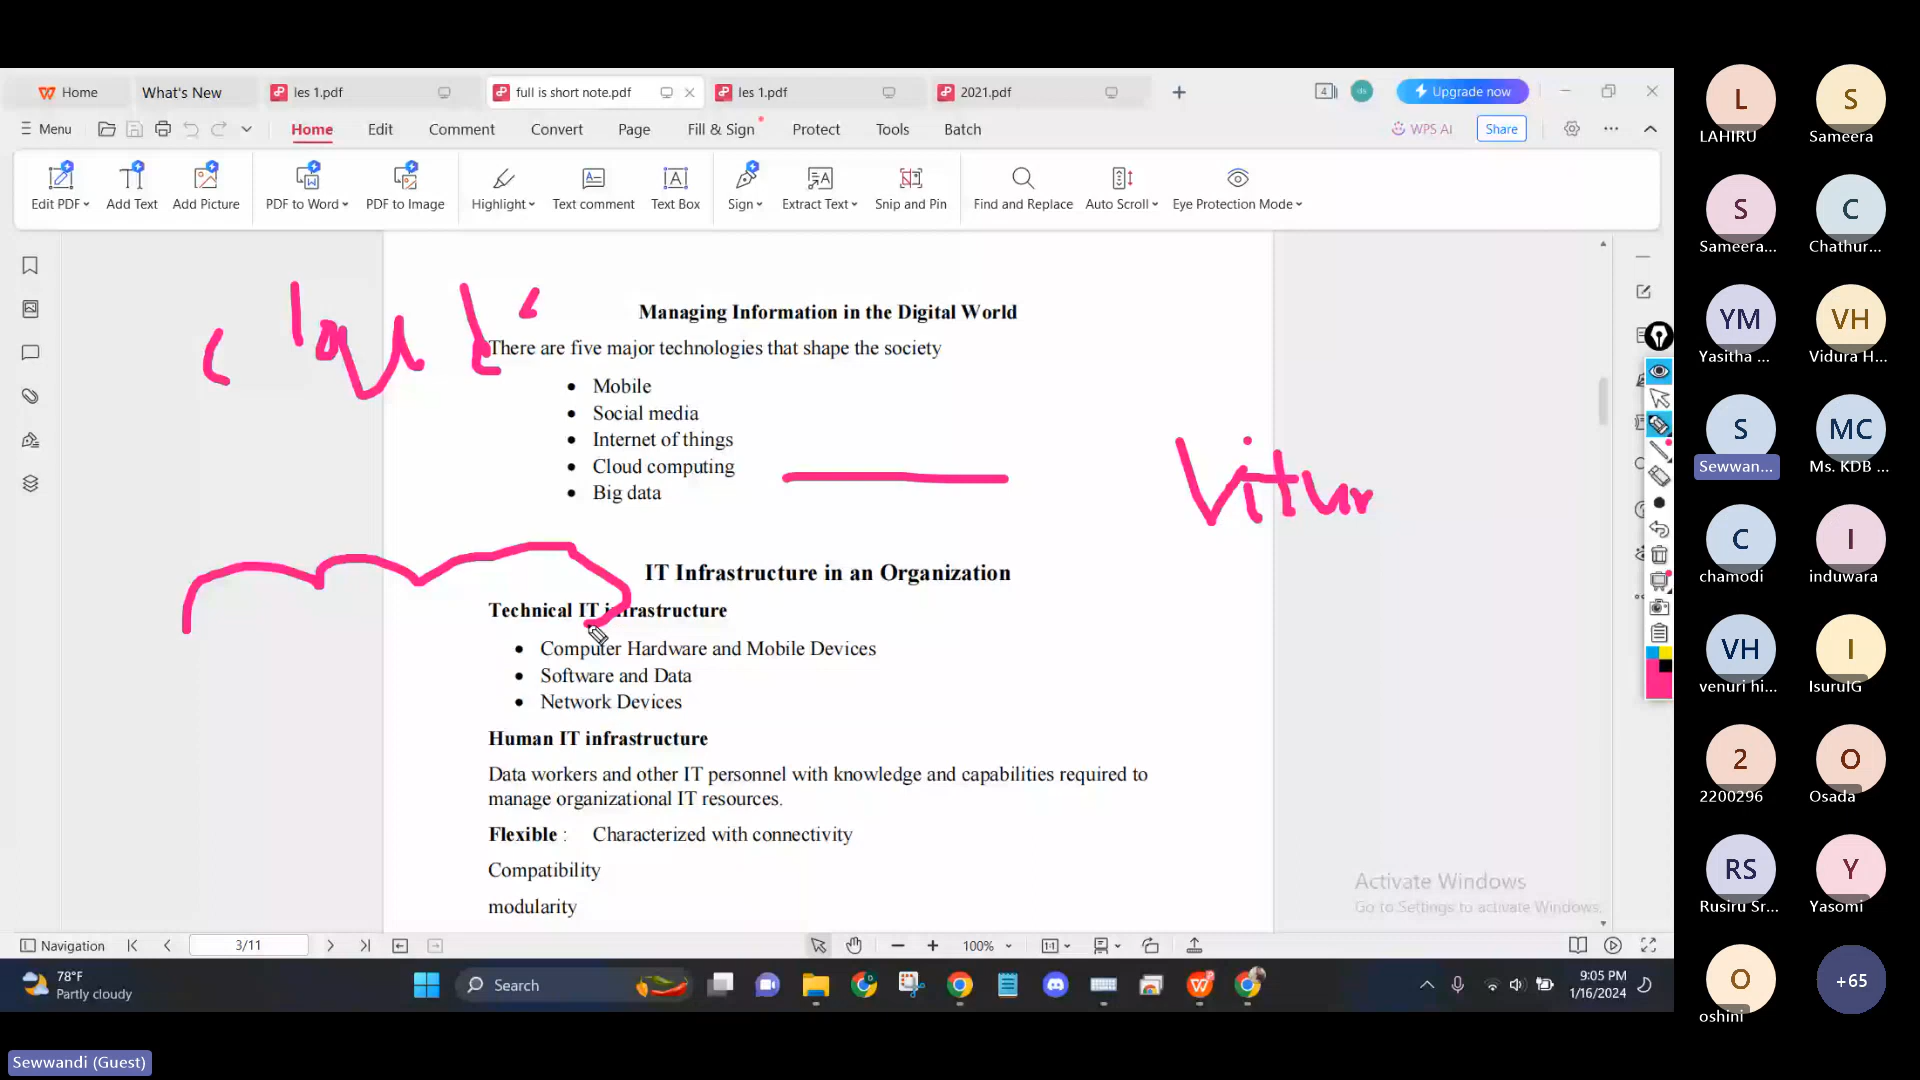 Home What's New les 1.pdf full is short note.pdf les 1.pdf 2021.pdf 4 ds Upgrade now
Menu Home Edit Comment Convert Page Fill & Sign Protect Tools Batch WPS AI Share
Edit PDF Add Text Add Picture PDF to Word PDF to Image Highlight Text comment Text Box Sign Extract Text Snip and Pin Find and Replace Auto Scroll Eye Protection Mode
Managing Information in the Digital World
There are five major technologies that shape the society
Mobile
Social media
Internet of things
Cloud computing
Big data
IT Infrastructure in an Organization
Technical IT infrastructure
Computer Hardware and Mobile Devices
Software and Data
Network Devices
Human IT infrastructure
Data workers and other IT personnel with knowledge and capabilities required to
manage organizational IT resources.
Flexible : Characterized with connectivity
Compatibility
modularity
Activate Windows
Go to Settings to activate Windows.
Navigation 3/11 100% 1:1
78°F
Partly cloudy
Search
9:05 PM
1/16/2024
Sewwandi (Guest)
L S
LAHIRU Sameera
S C
Sameera... Chathur...
YM VH
Yasitha ... Vidura H...
S MC
Sewwan... Ms. KDB ...
C I
chamodi induwara
VH I
venuri hi... IsuruIG
2 O
2200296 Osada
RS Y
Rusiru Sr... Yasomi
O +65
oshini